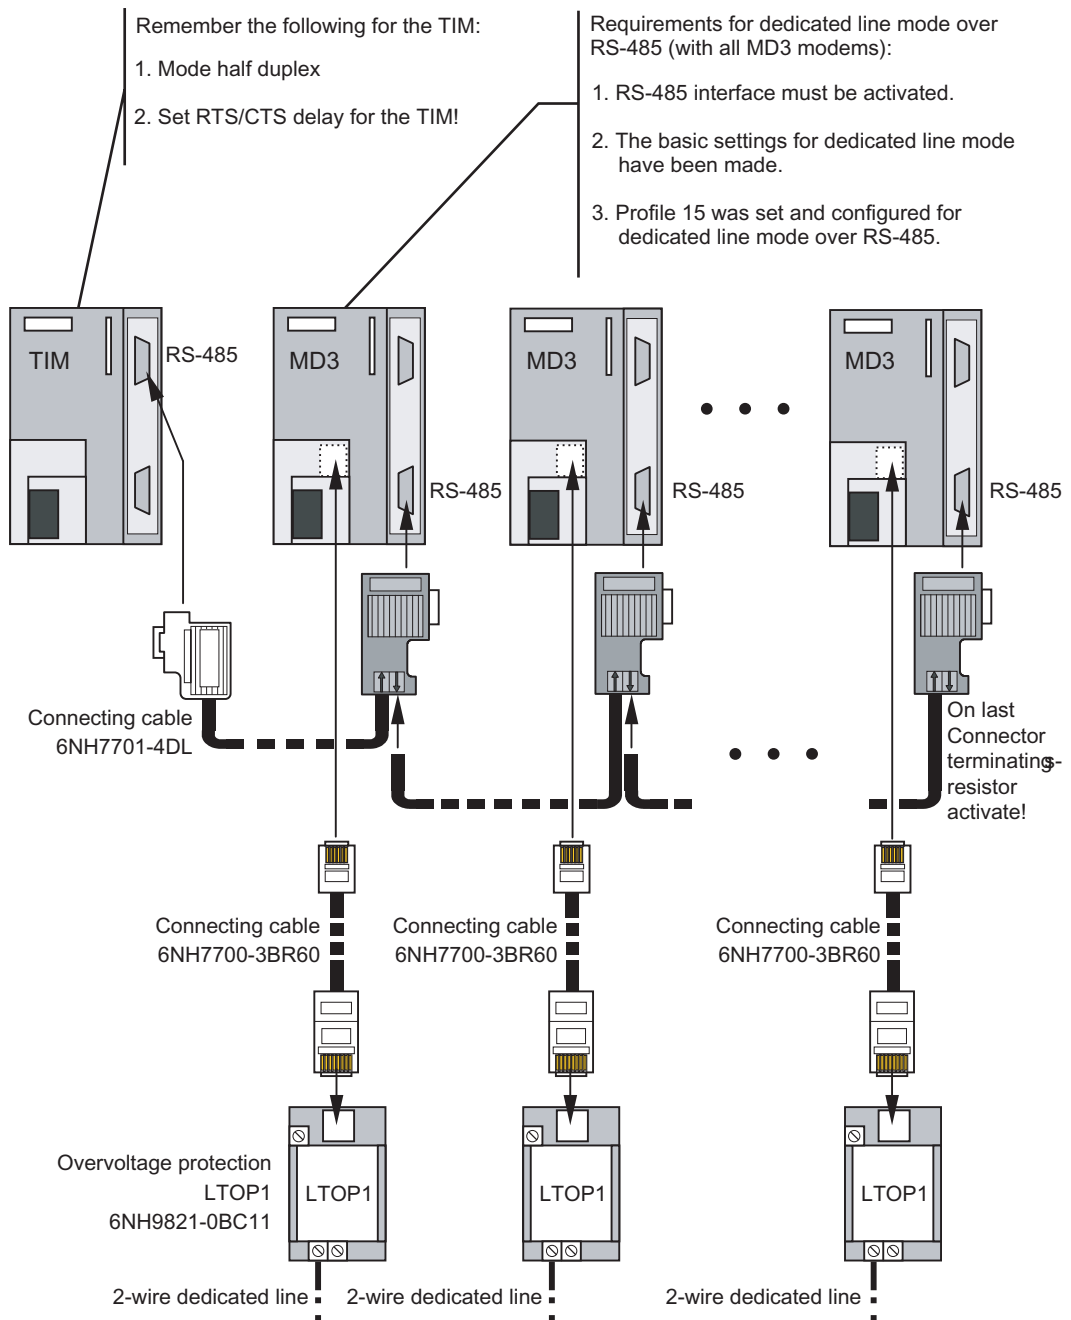 Remember the following for the TIM:
1. Mode half duplex
2. Set RTS/CTS delay for the TIM!
Requirements for dedicated line mode over
RS-485 (with all MD3 modems):
1. RS-485 interface must be activated.
2. The basic settings for dedicated line mode
have been made.
3. Profile 15 was set and configured for
dedicated line mode over RS-485.
TIM
RS-485
MD3
RS-485
MD3
RS-485
MD3
RS-485
Connecting cable
6NH7701-4DL
On last
Connector
terminatings-
resistor
activate!
Connecting cable
6NH7700-3BR60
Connecting cable
6NH7700-3BR60
Connecting cable
6NH7700-3BR60
Overvoltage protection
LTOP1
6NH9821-0BC11
LTOP1
LTOP1
LTOP1
2-wire dedicated line
2-wire dedicated line
2-wire dedicated line